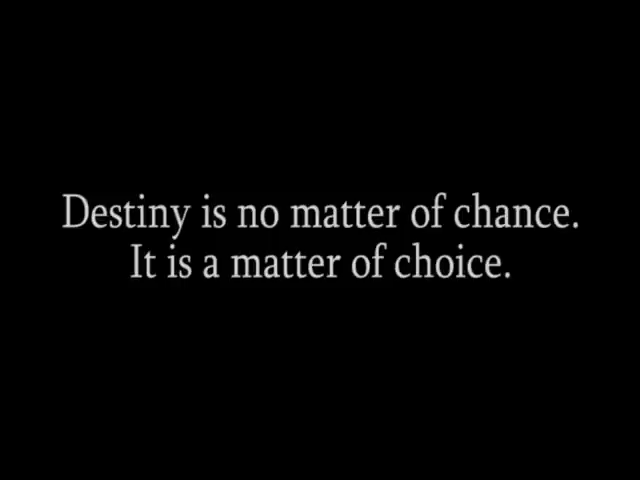 Destiny is no matter of chance.
It is a matter of choice.